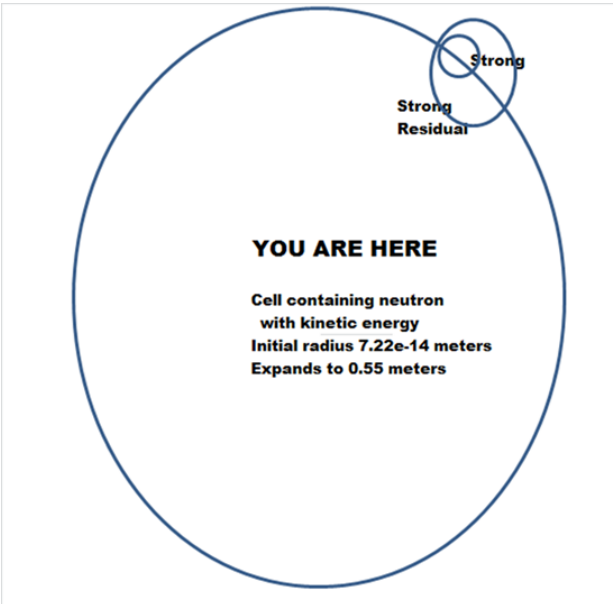 Strong
Strong
Residual
YOU ARE HERE
Cell containing neutron
with kinetic energy
Initial radius 7.22e-14 meters
Expands to 0.55 meters